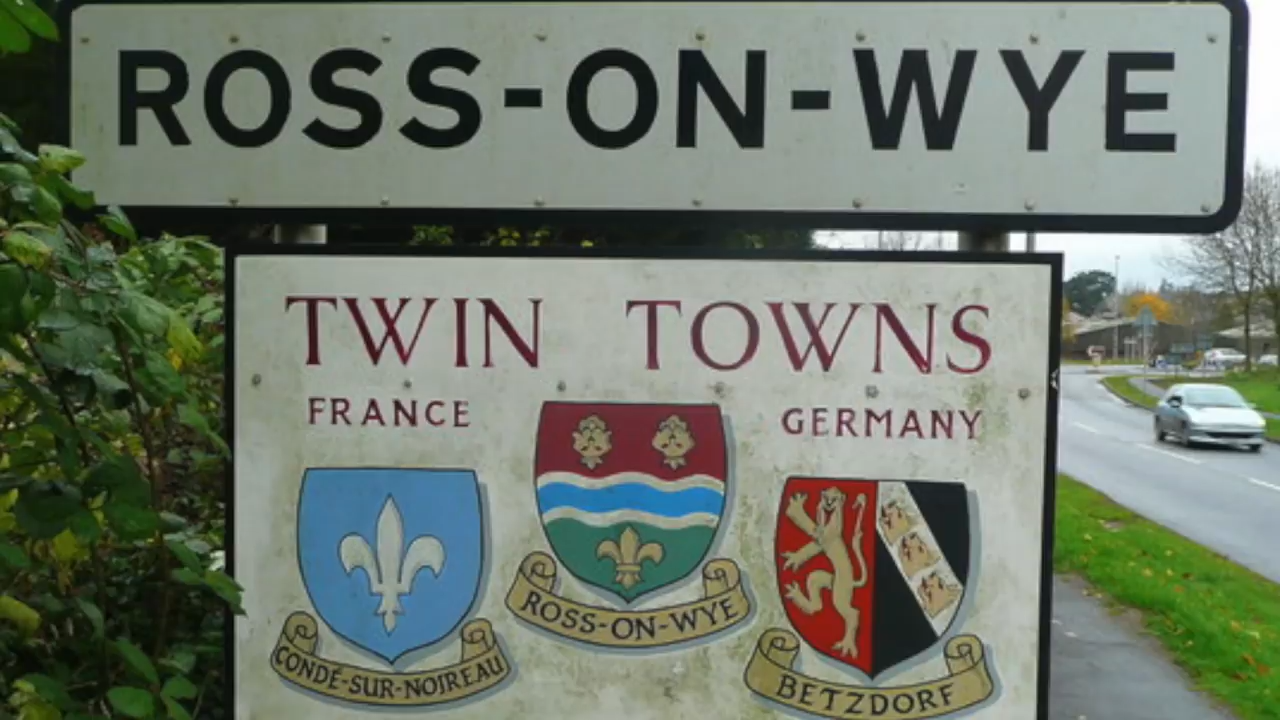 ROSS-ON-WYE
TWIN TOWNS
FRANCE
GERMANY
ROSS-ON-WYE
CONDÉ-SUR-NOIREAU
BETZDORF